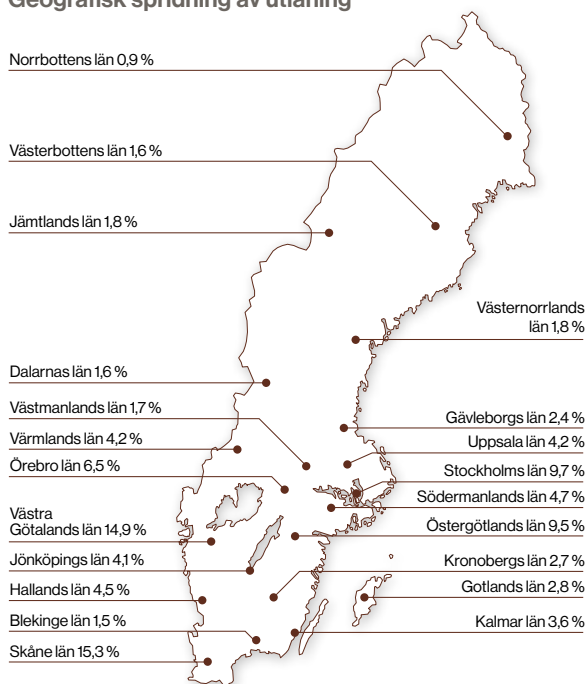 Geografisk spridning av utlåning
Norrbottens län 0,9 %
Västerbottens län 1,6 %
Jämtlands län 1,8 %
Västernorrlands
län 1,8 %
Dalarnas län 1,6 %
Västmanlands län 1,7 %
Värmlands län 4,2 %
Örebro län 6,5 %
Västra
Götalands län 14,9 %
Jönköpings län 4,1 %
Hallands län 4,5 %
Blekinge län 1,5 %
Skåne län 15,3 %
Gävleborgs län 2,4 %
Uppsala län 4,2 %
Stockholms län 9,7 %
Södermanlands län 4,7 %
Östergötlands län 9,5 %
Kronobergs län 2,7 %
Gotlands län 2,8 %
Kalmar län 3,6 %